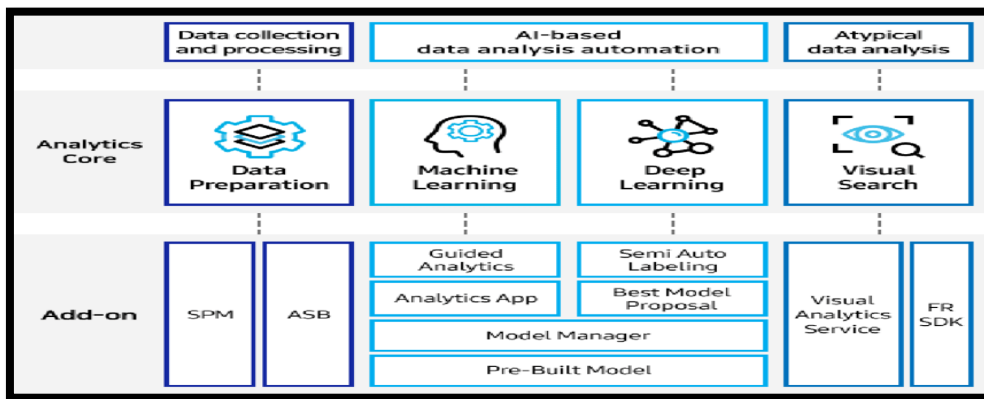 Data collection
and processing
AI-based
data analysis automation
Atypical
data analysis
Analytics
Core
Data
Preparation
Machine
Learning
Deep
Learning
Visual
Search
Add-on
SPM
ASB
Guided
Analytics
Semi Auto
Labeling
Analytics App
Best Model
Proposal
Model Manager
Pre-Built Model
Visual
Analytics
Service
FR
SDK